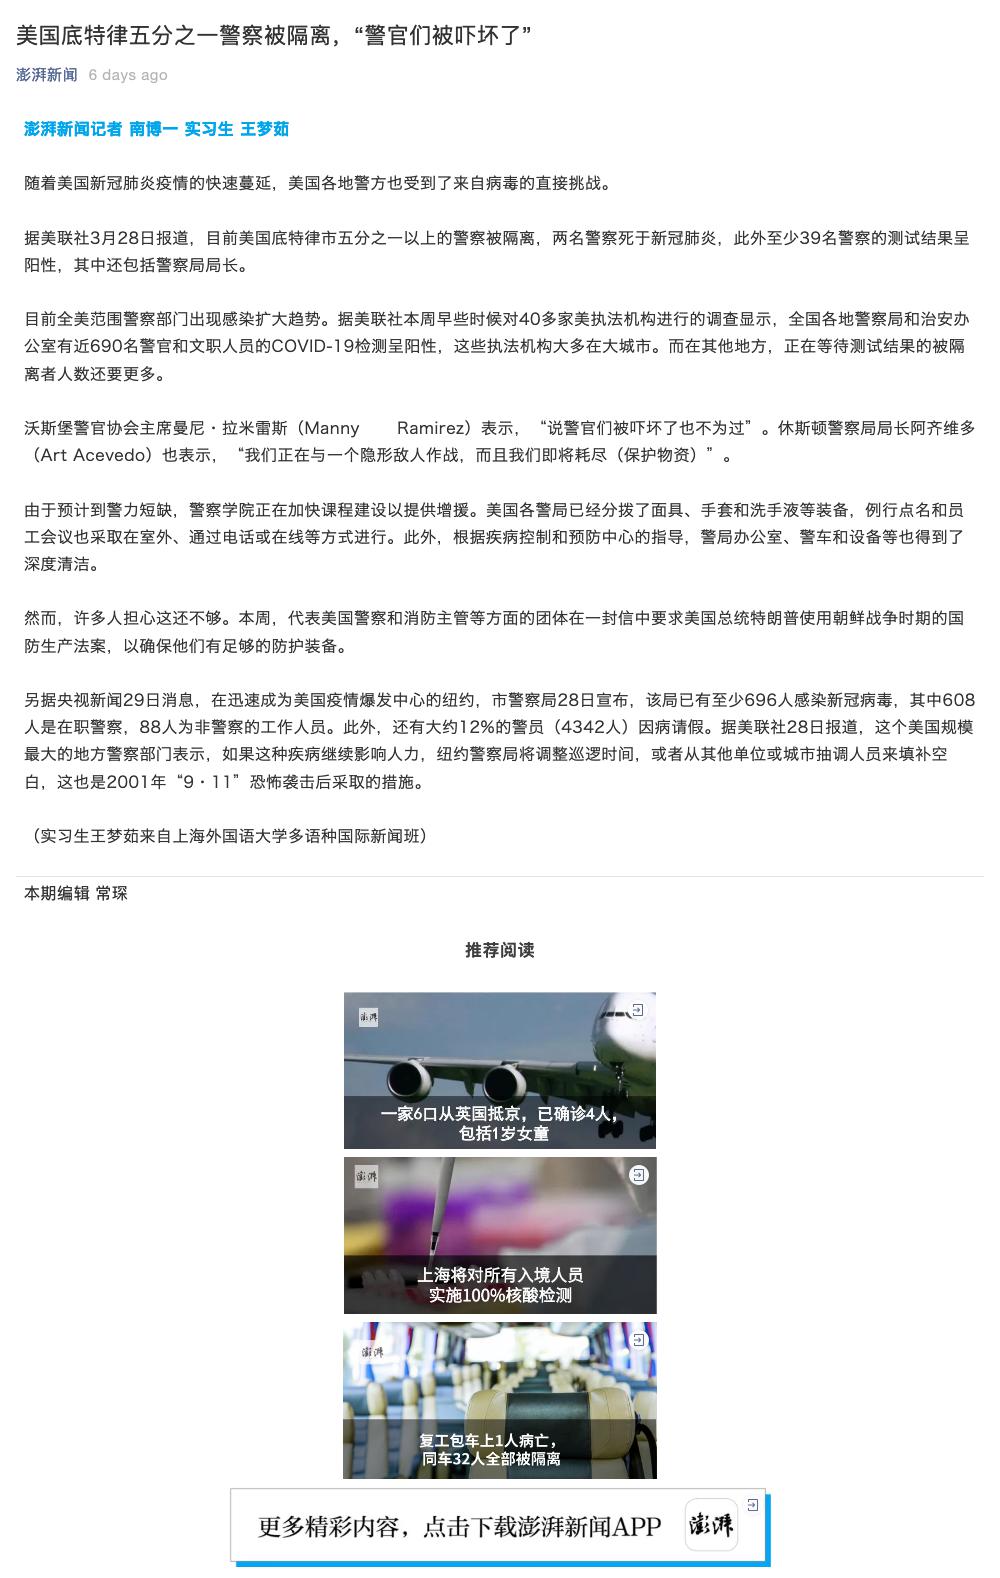 美国底特律五分之一警察被隔离，“警官们被吓坏了”
澎湃新闻 6 days ago
澎湃新闻记者 南博一 实习生 王梦茹
随着美国新冠肺炎疫情的快速蔓延，美国各地警方也受到了来自病毒的直接挑战。
据美联社3月28日报道，目前美国底特律市五分之一以上的警察被隔离，两名警察死于新冠肺炎，此外至少39名警察的测试结果呈
阳性，其中还包括警察局局长。
目前全美范围警察部门出现感染扩大趋势。据美联社本周早些时候对40多家美执法机构进行的调查显示，全国各地警察局和治安办
公室有近690名警官和文职人员的COVID-19检测呈阳性，这些执法机构大多在大城市。而在其他地方，正在等待测试结果的被隔
离者人数还要更多。
沃斯堡警官协会主席曼尼·拉米雷斯（Manny Ramirez）表示，“说警官们被吓坏了也不为过”。休斯顿警察局局长阿齐维多
（Art Acevedo）也表示，“我们正在与一个隐形敌人作战，而且我们即将耗尽（保护物资）”。
由于预计到警力短缺，警察学院正在加快课程建设以提供增援。美国各警局已经分拨了面具、手套和洗手液等装备，例行点名和员
工会议也采取在室外、通过电话或在线等方式进行。此外，根据疾病控制和预防中心的指导，警局办公室、警车和设备等也得到了
深度清洁。
然而，许多人担心这还不够。本周，代表美国警察和消防主管等方面的团体在一封信中要求美国总统特朗普使用朝鲜战争时期的国
防生产法案，以确保他们有足够的防护装备。
另据央视新闻29日消息，在迅速成为美国疫情爆发中心的纽约，市警察局28日宣布，该局已有至少696人感染新冠病毒，其中608
人是在职警察，88人为非警察的工作人员。此外，还有大约12%的警员（4342人）因病请假。据美联社28日报道，这个美国规模
最大的地方警察部门表示，如果这种疾病继续影响人力，纽约警察局将调整巡逻时间，或者从其他单位或城市抽调人员来填补空
白，这也是2001年“9·11”恐怖袭击后采取的措施。
（实习生王梦茹来自上海外国语大学多语种国际新闻班）
本期编辑 常琛
推荐阅读
澎湃
一家6口从英国抵京，已确诊4人，
包括1岁女童
澎湃
上海将对所有入境人员
实施100%核酸检测
澎湃
复工包车上1人病亡，
同车32人全部被隔离
更多精彩内容，点击下载澎湃新闻APP 澎湃